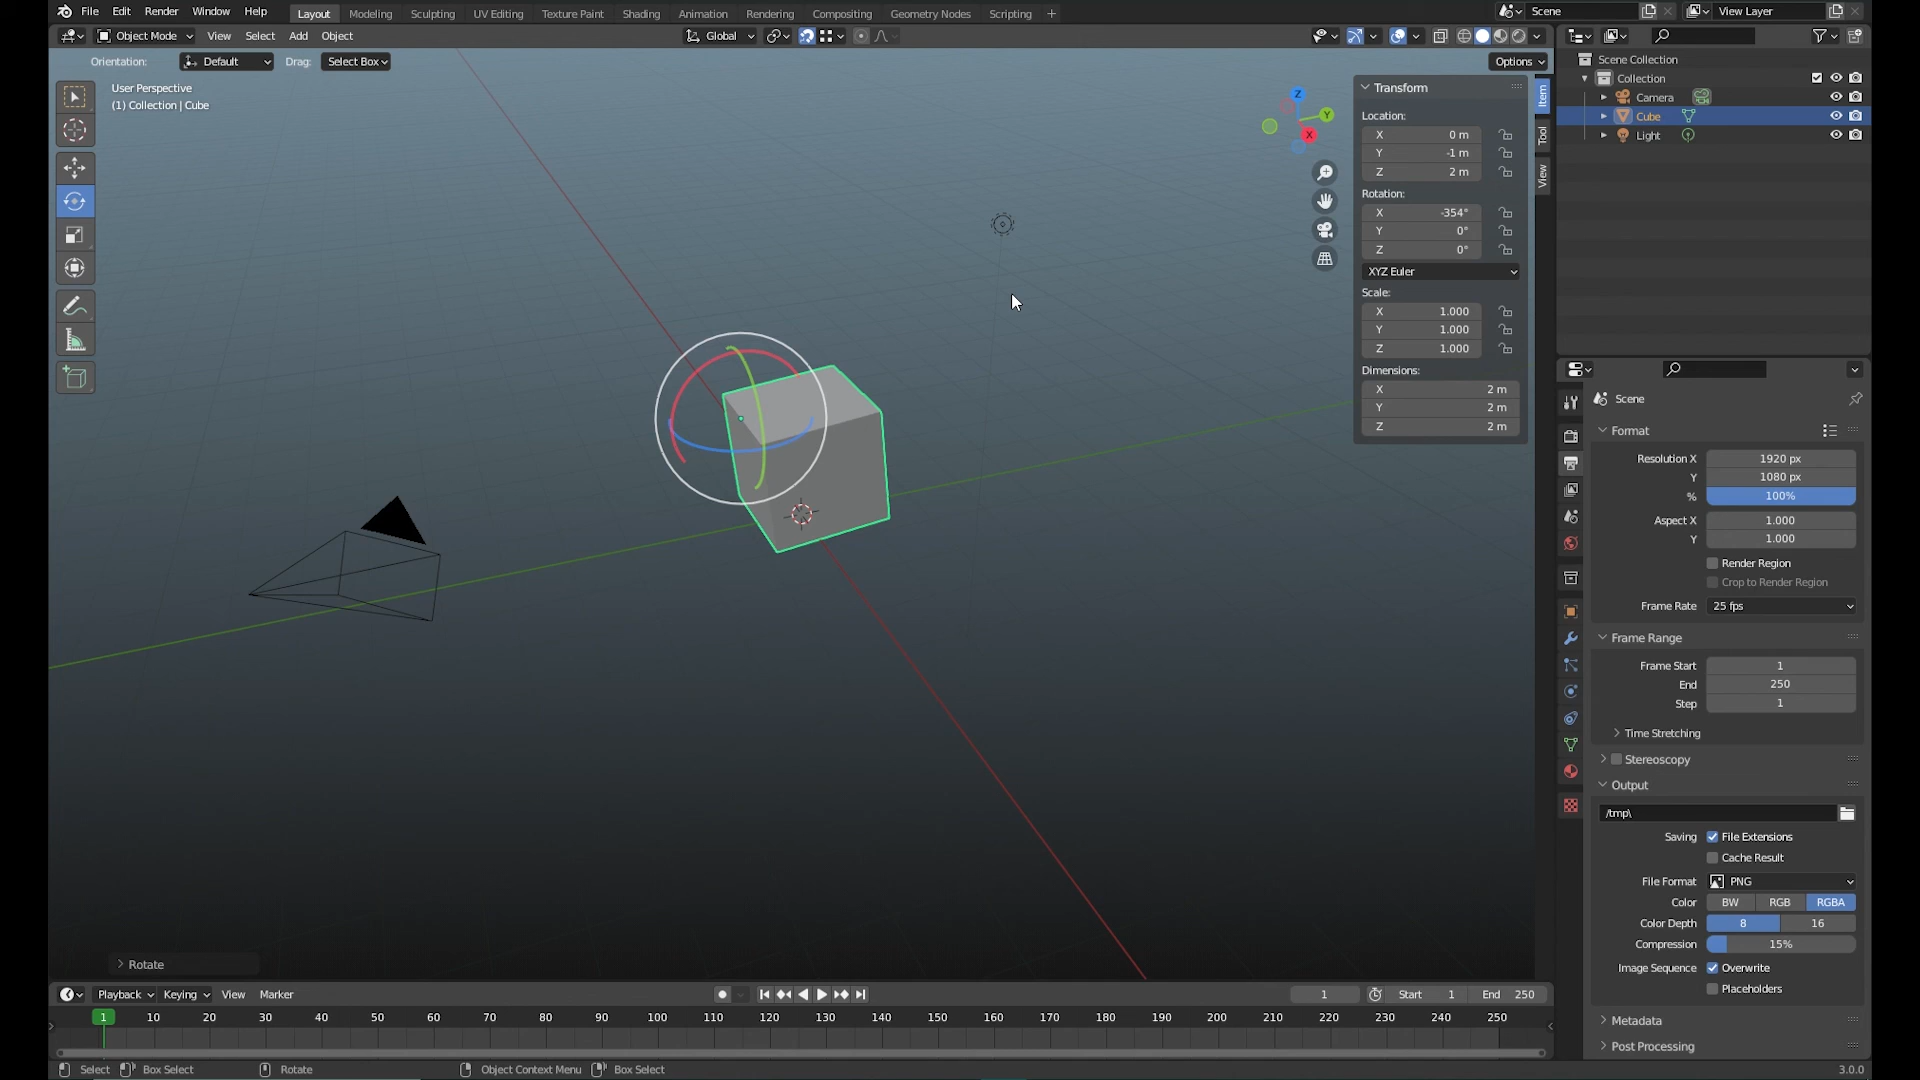 File Edit Render Window Help Layout Modeling Sculpting UV Editing Texture Paint Shading Animation Rendering Compositing Geometry Nodes Scripting + Scene View Layer
Object Mode View Select Add Object Global
Orientation: Default Drag: Select Box Options
User Perspective
(1) Collection | Cube
Z
Y
X
Transform
Location:
X 0 m
Y -1 m
Z 2 m
Rotation:
X -354°
Y 0°
Z 0°
XYZ Euler
Scale:
X 1.000
Y 1.000
Z 1.000
Dimensions:
X 2 m
Y 2 m
Z 2 m
Item
Tool
View
Scene Collection
Collection
Camera
Cube
Light
Scene
Format
Resolution X 1920 px
Y 1080 px
% 100%
Aspect X 1.000
Y 1.000
Render Region
Crop to Render Region
Frame Rate 25 fps
Frame Range
Frame Start 1
End 250
Step 1
Time Stretching
Stereoscopy
Output
/tmp\
Saving File Extensions
Cache Result
File Format PNG
Color BW RGB RGBA
Color Depth 8 16
Compression 15%
Image Sequence Overwrite
Placeholders
Metadata
Post Processing
Rotate
Playback Keying View Marker 1 Start 1 End 250
1 10 20 30 40 50 60 70 80 90 100 110 120 130 140 150 160 170 180 190 200 210 220 230 240 250
Select Box Select Rotate Object Context Menu Box Select 3.0.0